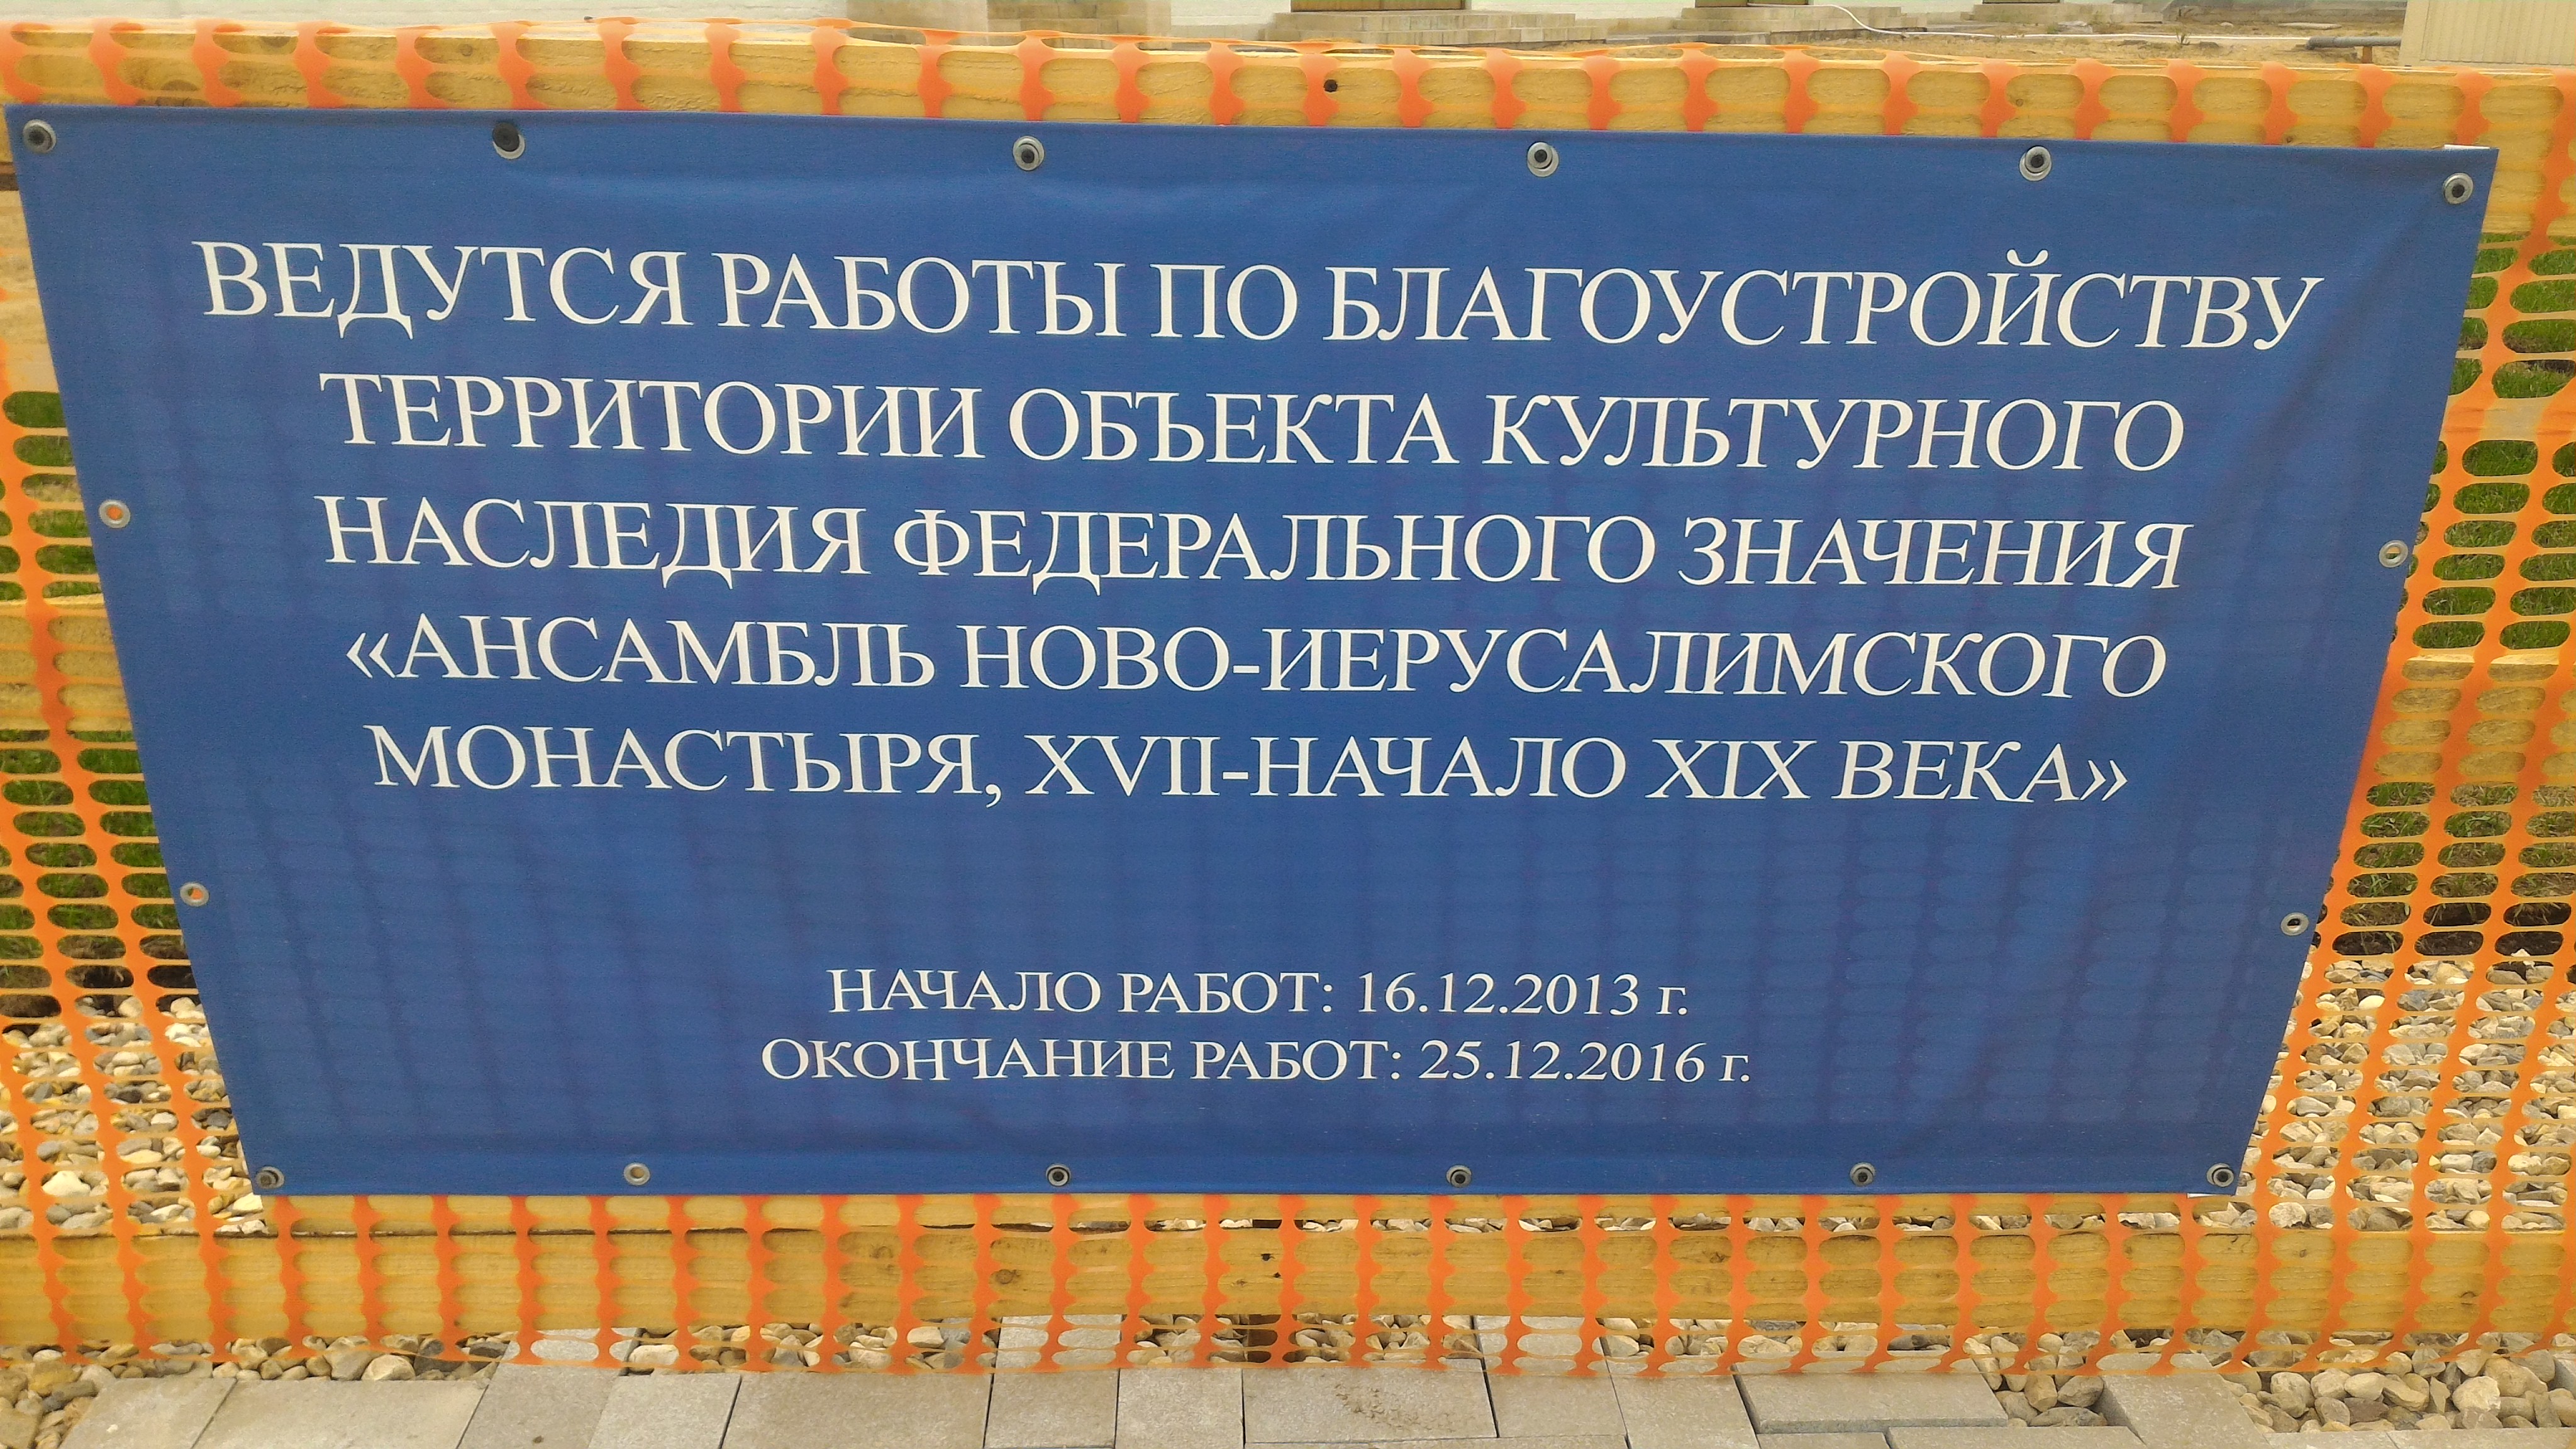 ВЕДУТСЯ РАБОТЫ ПО БЛАГОУСТРОЙСТВУ
ТЕРРИТОРИИ ОБЪЕКТА КУЛЬТУРНОГО
НАСЛЕДИЯ ФЕДЕРАЛЬНОГО ЗНАЧЕНИЯ
«АНСАМБЛЬ НОВО-ИЕРУСАЛИМСКОГО
МОНАСТЫРЯ, XVII-НАЧАЛО XIX ВЕКА»
НАЧАЛО РАБОТ: 16.12.2013 г.
ОКОНЧАНИЕ РАБОТ: 25.12.2016 г.